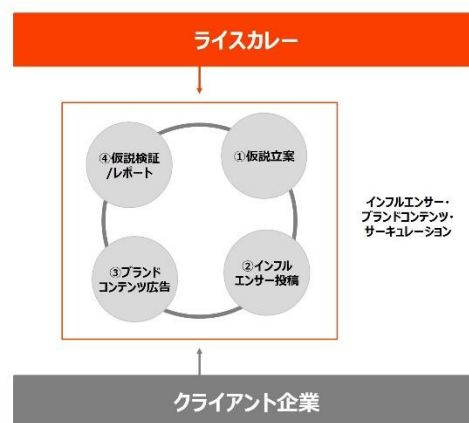 ライスカレー
④仮説検証
/レポート
①仮説立案
インフルエンサー・
ブランドコンテンツ・
サーキュレーション
③ブランド
コンテンツ広告
②インフル
エンサー投稿
クライアント企業